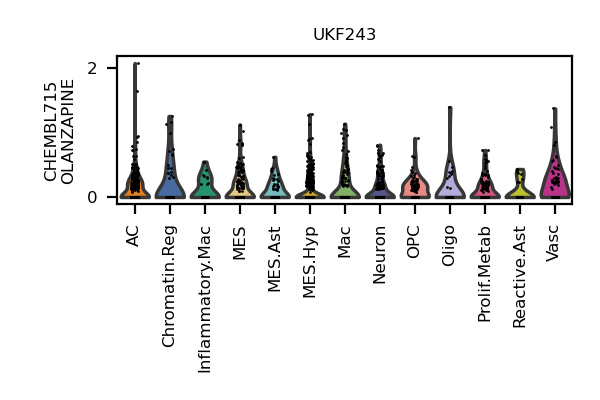 UKF243
CHEMBL715
OLANZAPINE
2
0
AC
Chromatin.Reg
Inflammatory.Mac
MES
MES.Ast
MES.Hyp
Mac
Neuron
OPC
Oligo
Prolif.Metab
Reactive.Ast
Vasc